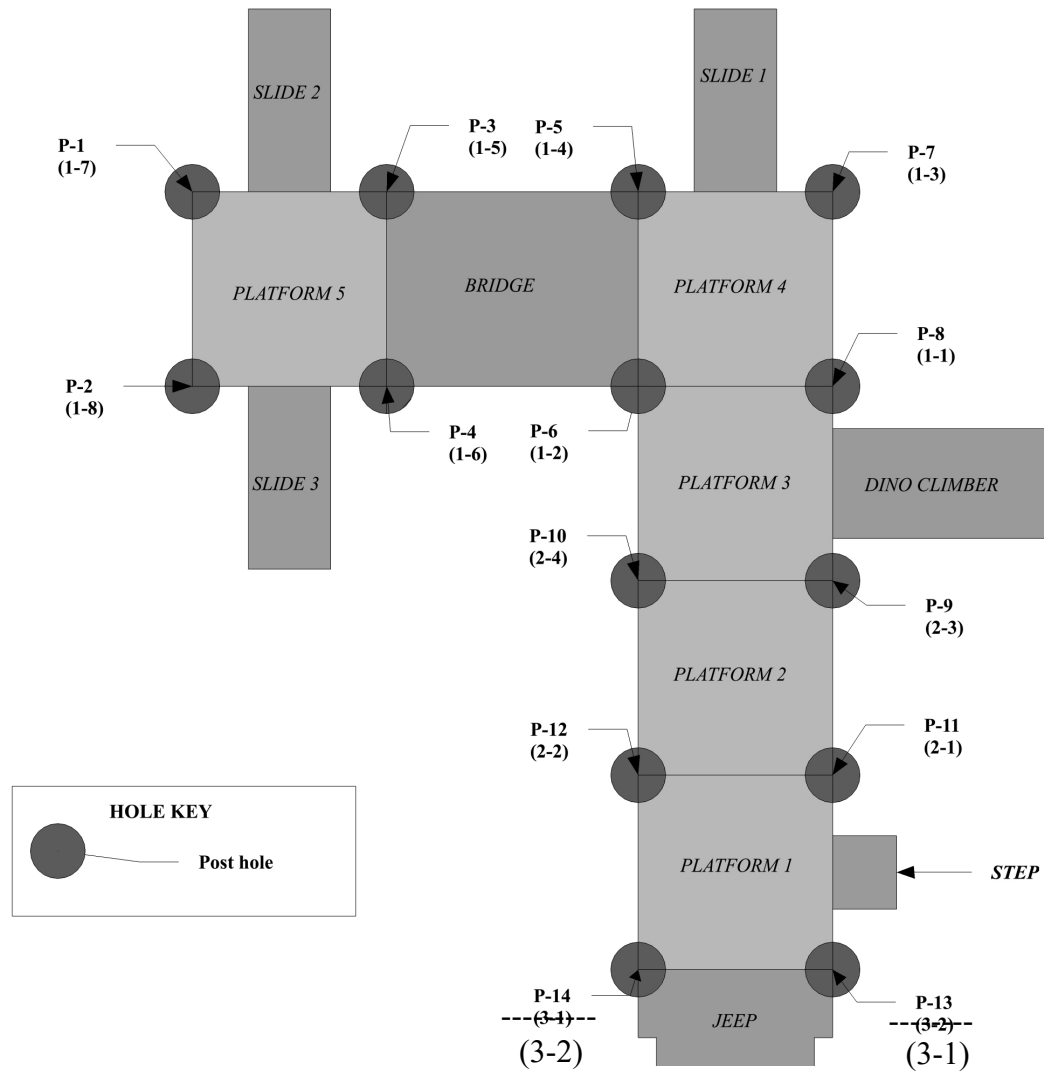 SLIDE 2
SLIDE 1
P-1
(1-7)
P-3
(1-5)
P-5
(1-4)
P-7
(1-3)
PLATFORM 5
BRIDGE
PLATFORM 4
P-2
(1-8)
P-4
(1-6)
P-6
(1-2)
P-8
(1-1)
SLIDE 3
PLATFORM 3
DINO CLIMBER
P-10
(2-4)
P-9
(2-3)
PLATFORM 2
P-12
(2-2)
P-11
(2-1)
HOLE KEY
Post hole
PLATFORM 1
STEP
P-14
(3-1)
(3-2)
JEEP
P-13
(3-2)
(3-1)